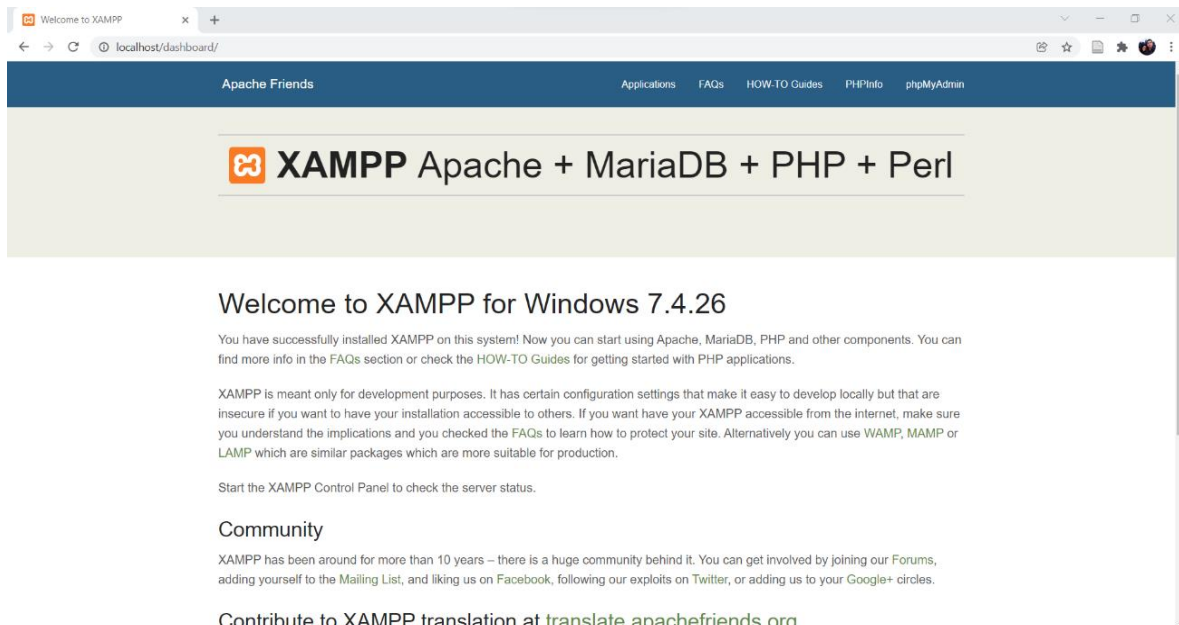 Welcome to XAMPP
localhost/dashboard/
Apache Friends
Applications FAQs HOW-TO Guides PHPInfo phpMyAdmin
XAMPP Apache + MariaDB + PHP + Perl
Welcome to XAMPP for Windows 7.4.26
You have successfully installed XAMPP on this system! Now you can start using Apache, MariaDB, PHP and other components. You can
find more info in the FAQs section or check the HOW-TO Guides for getting started with PHP applications.
XAMPP is meant only for development purposes. It has certain configuration settings that make it easy to develop locally but that are
insecure if you want to have your installation accessible to others. If you want have your XAMPP accessible from the internet, make sure
you understand the implications and you checked the FAQs to learn how to protect your site. Alternatively you can use WAMP, MAMP or
LAMP which are similar packages which are more suitable for production.
Start the XAMPP Control Panel to check the server status.
Community
XAMPP has been around for more than 10 years – there is a huge community behind it. You can get involved by joining our Forums,
adding yourself to the Mailing List, and liking us on Facebook, following our exploits on Twitter, or adding us to your Google+ circles.
Contribute to XAMPP translation at translate.apachefriends.org